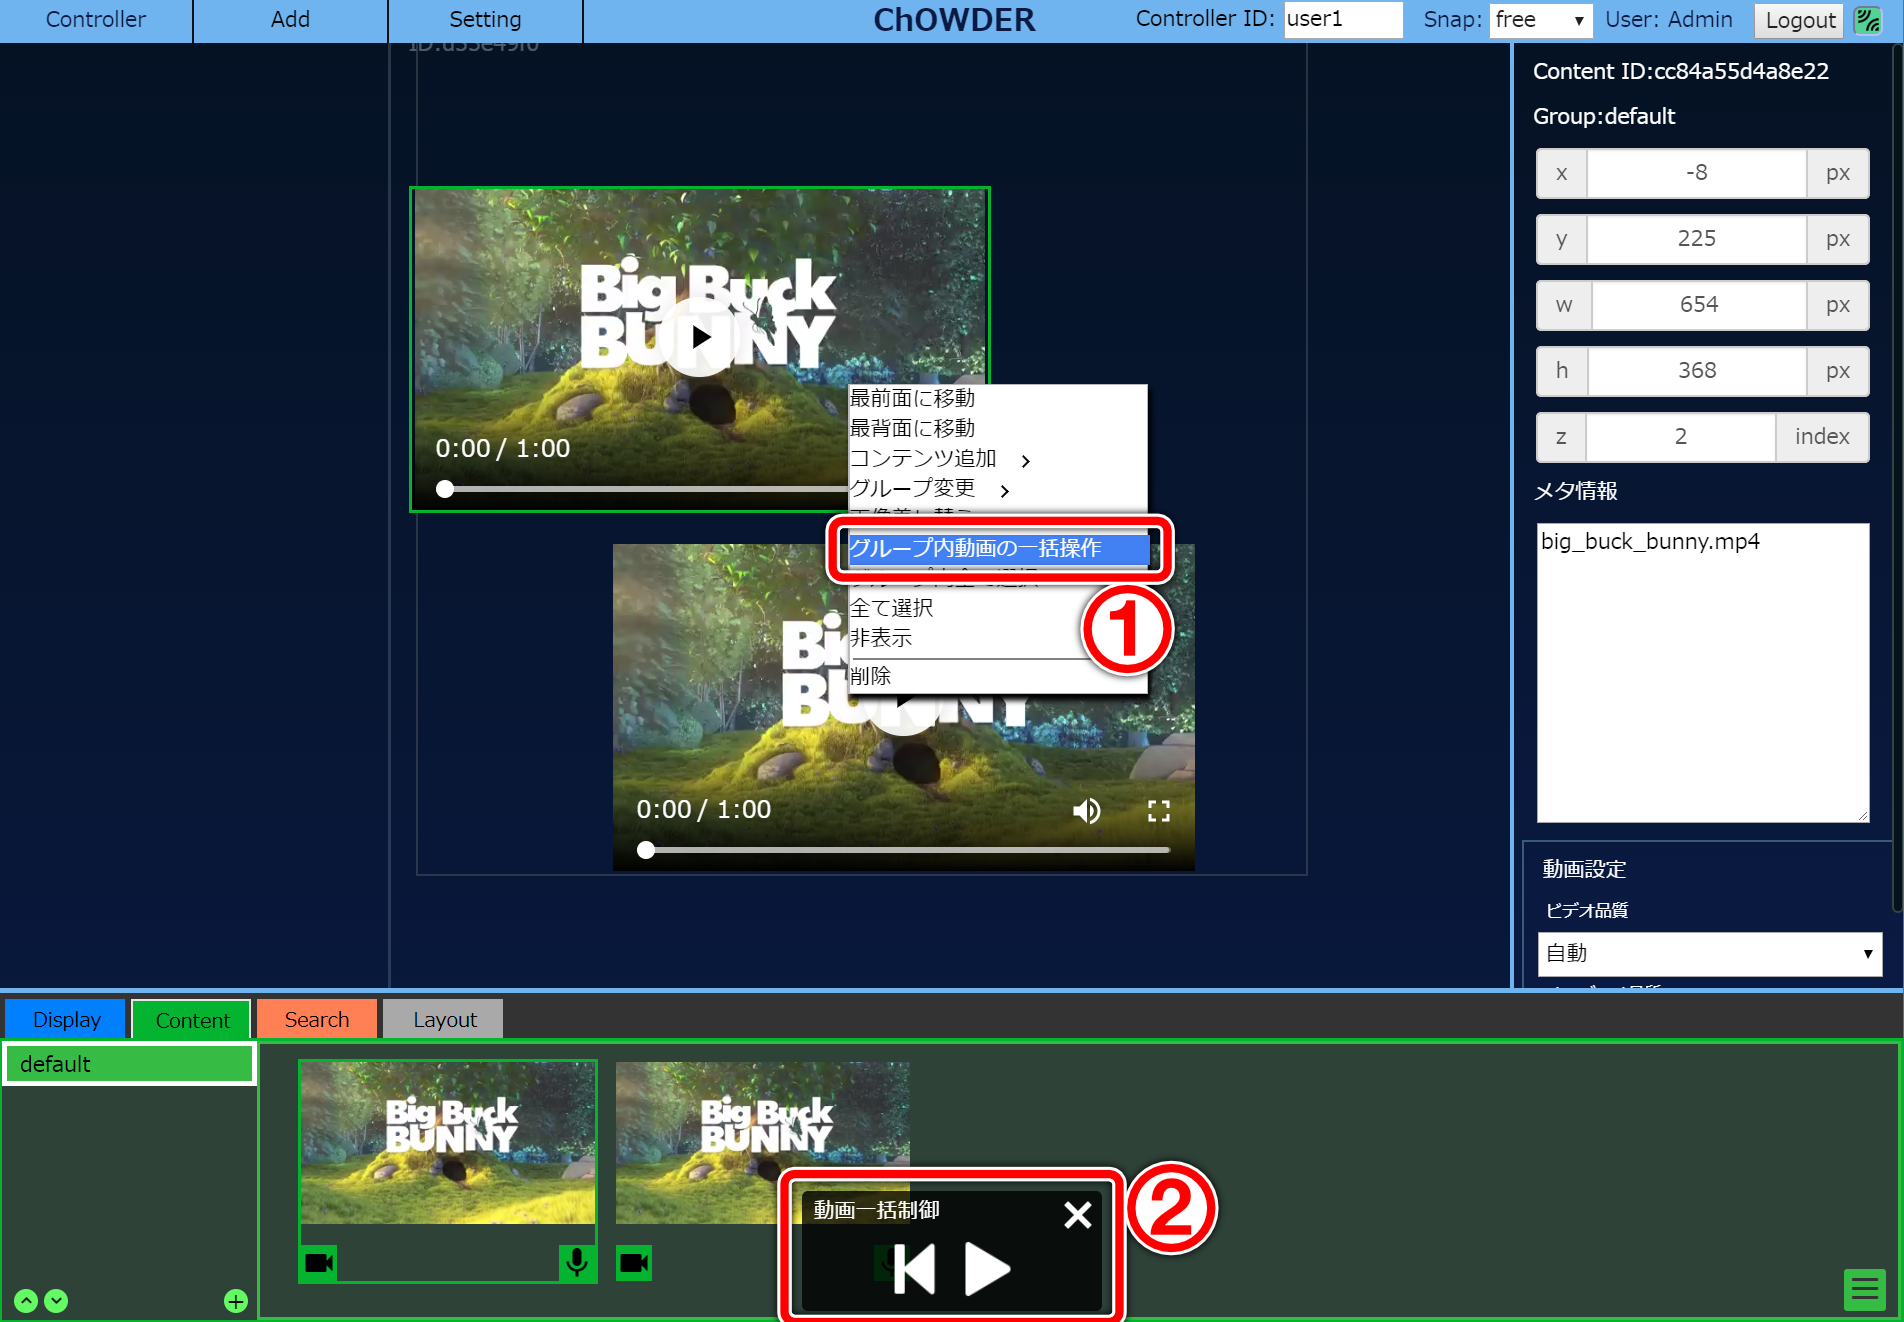 Controller
Add
Setting
ChOWDER
Controller ID:
user1
Snap:
free
User: Admin
Logout
Content ID:cc84a55d4a8e22
Group:default
x
-8
px
y
225
px
w
654
px
h
368
px
z
2
index
メタ情報
big_buck_bunny.mp4
動画設定
ビデオ品質
自動
Big Buck
BUNNY
0:00 / 1:00
最前面に移動
最背面に移動
コンテンツ追加
グループ変更
グループ内動画の一括操作
全て選択
非表示
削除
1
0:00 / 1:00
Display
Content
Search
Layout
default
Big Buck
BUNNY
Big Buck
BUNNY
動画一括制御
2